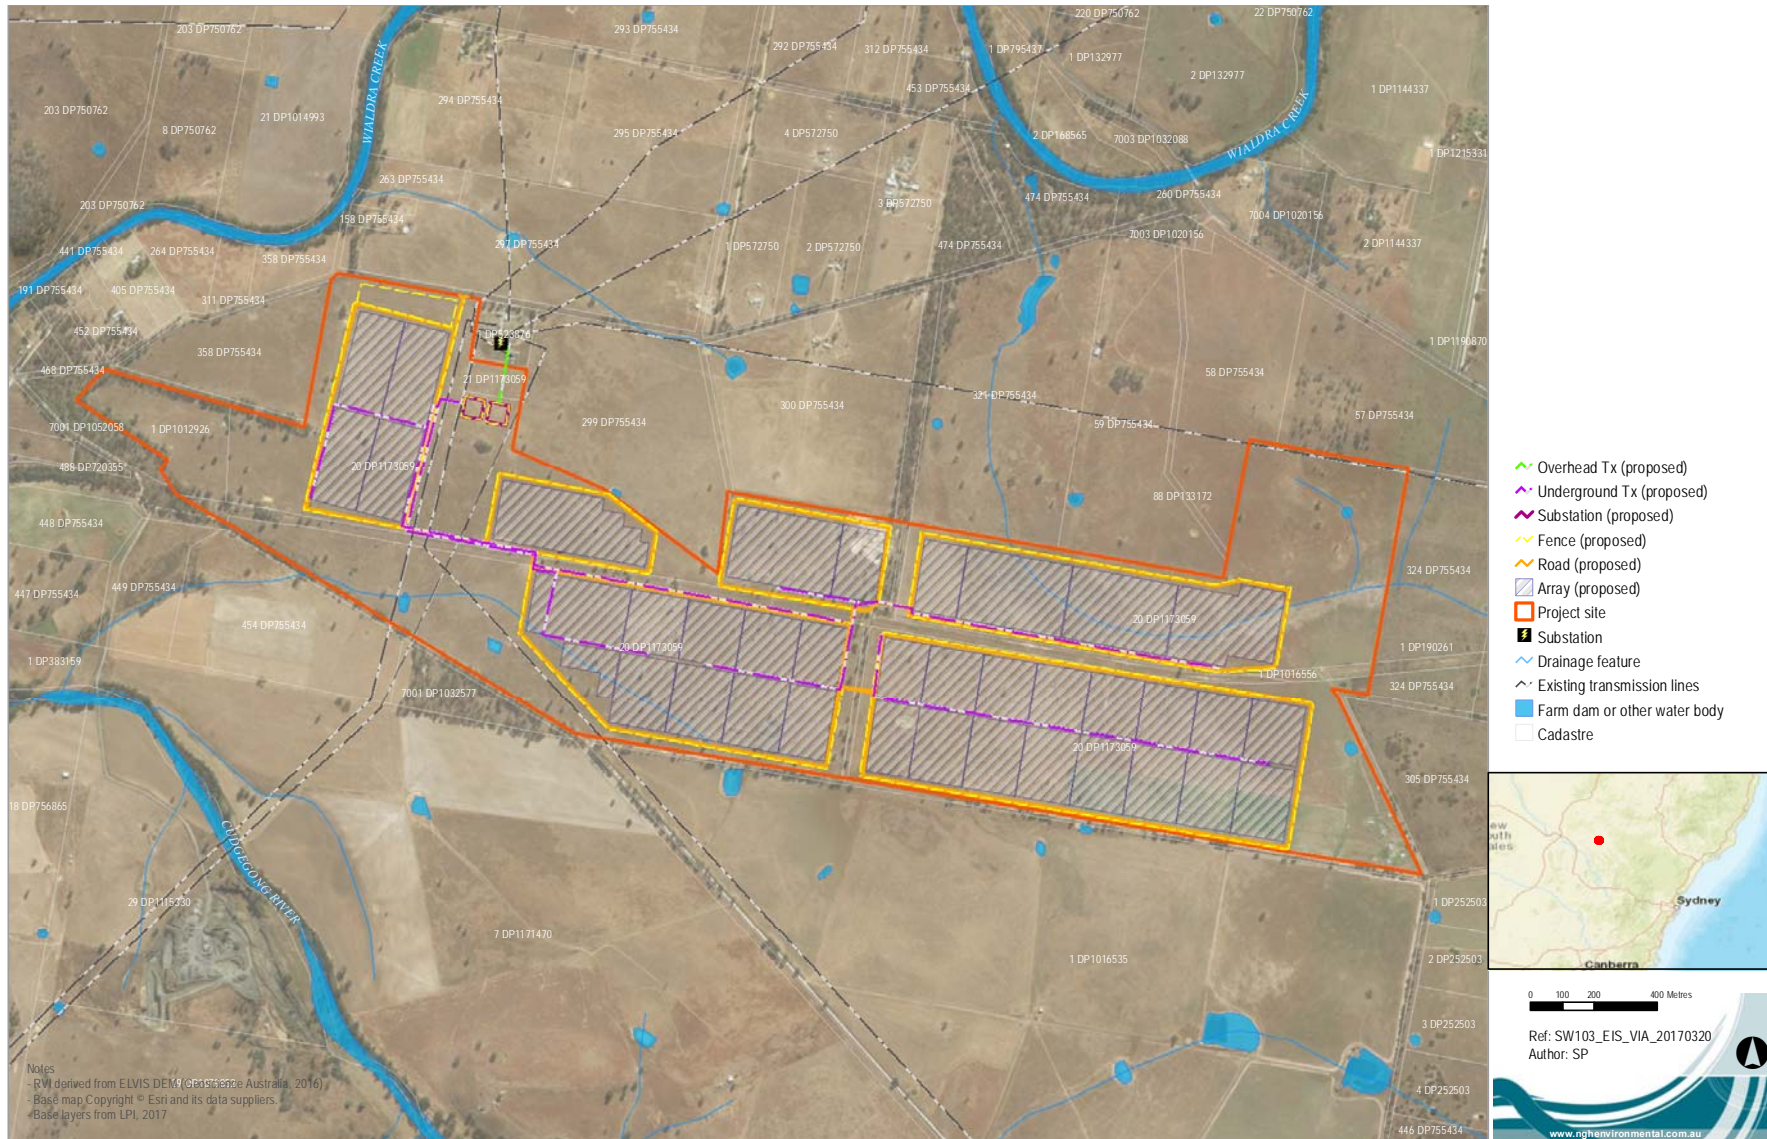 203 DP750762
293 DP755434
220 DP750762
22 DP750762
292 DP755434
312 DP755434
1 DP795437
1 DP132977
2 DP132977
1 DP1144337
453 DP755434
294 DP755434
203 DP750762
21 DP1014993
8 DP750762
WIALDRA CREEK
295 DP755434
4 DP572750
2 DP168565
7003 DP1032088
WIALDRA CREEK
1 DP1215331
263 DP755434
203 DP750762
158 DP755434
3 DP572750
474 DP755434
260 DP755434
7004 DP1020156
7003 DP1020156
2 DP1144337
441 DP755434
264 DP755434
358 DP755434
297 DP755434
1 DP572750
2 DP572750
474 DP755434
191 DP755434
405 DP755434
311 DP755434
452 DP755434
1 DP523876
358 DP755434
1 DP1190870
468 DP755434
21 DP1173059
58 DP755434
321 DP755434
300 DP755434
299 DP755434
59 DP755434
57 DP755434
7001 DP1052058
1 DP1012926
488 DP720355
20 DP1173059
88 DP133172
448 DP755434
447 DP755434
449 DP755434
324 DP755434
454 DP755434
20 DP1173059
20 DP1173059
1 DP383159
1 DP190261
1 DP1016556
324 DP755434
7001 DP1032577
20 DP1173059
305 DP755434
18 DP756865
CUDGEGONG RIVER
29 DP1115330
7 DP1171470
1 DP1016535
1 DP252503
2 DP252503
3 DP252503
4 DP252503
446 DP755434
Notes
- RVI derived from ELVIS DEM (Geoscience Australia, 2016)
- Base map Copyright © Esri and its data suppliers.
- Base layers from LPI, 2017
Overhead Tx (proposed)
Underground Tx (proposed)
Substation (proposed)
Fence (proposed)
Road (proposed)
Array (proposed)
Project site
Substation
Drainage feature
Existing transmission lines
Farm dam or other water body
Cadastre
Sydney
Canberra
0 100 200 400 Metres
Ref: SW103_EIS_VIA_20170320
Author: SP
www.nghenvironmental.com.au